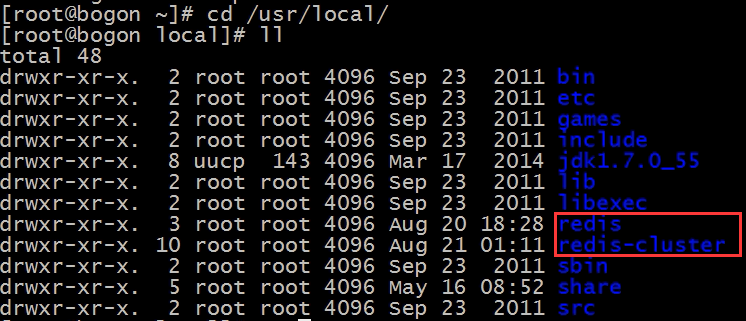 [root@bogon ~]# cd /usr/local/
[root@bogon local]# ll
total 48
drwxr-xr-x.  2 root root 4096 Sep 23  2011 bin
drwxr-xr-x.  2 root root 4096 Sep 23  2011 etc
drwxr-xr-x.  2 root root 4096 Sep 23  2011 games
drwxr-xr-x.  2 root root 4096 Sep 23  2011 include
drwxr-xr-x.  8 uucp  143 4096 Mar 17  2014 jdk1.7.0_55
drwxr-xr-x.  2 root root 4096 Sep 23  2011 lib
drwxr-xr-x.  2 root root 4096 Sep 23  2011 libexec
drwxr-xr-x.  3 root root 4096 Aug 20 18:28 redis
drwxr-xr-x. 10 root root 4096 Aug 21 01:11 redis-cluster
drwxr-xr-x.  2 root root 4096 Sep 23  2011 sbin
drwxr-xr-x.  5 root root 4096 May 16 08:52 share
drwxr-xr-x.  2 root root 4096 Sep 23  2011 src